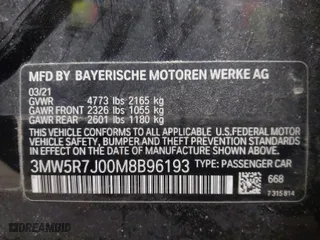 MFD BY BAYERISCHE MOTOREN WERKE AG
03/21
GVWR 4773 lbs 2165 kg
GAWR FRONT 2326 lbs 1055 kg
GAWR REAR 2601 lbs 1180 kg
THIS VEHICLE CONFORMS TO ALL APPLICABLE U.S. FEDERAL
MOTOR VEHICLE SAFETY, BUMPER, AND THEFT PREVENTION
STANDARDS IN EFFECT ON THE DATE OF MANUFACTURE SHOWN ABOVE.
3MW5R7J00M8B96193 TYPE: PASSENGER CAR
668
7315814
DREAMBID